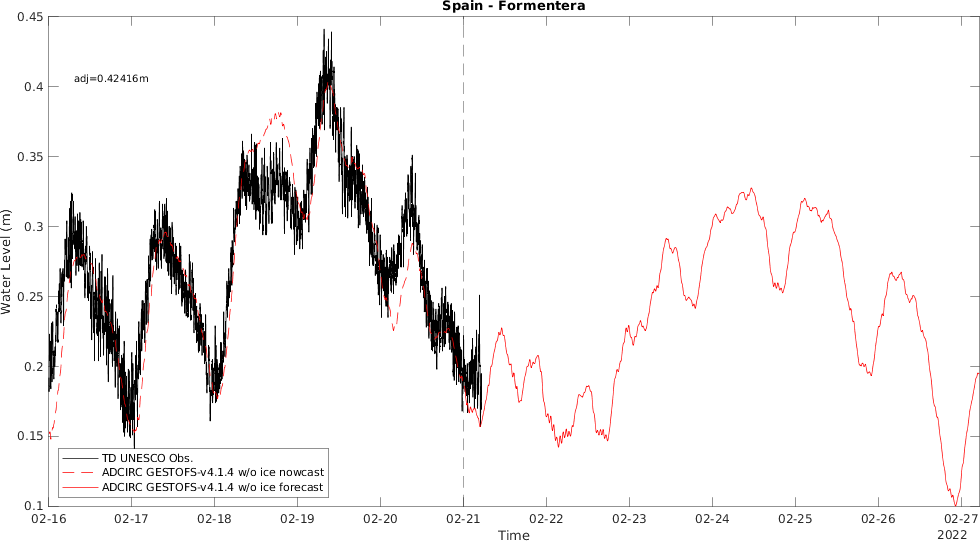 Spain - Formentera
0.45
0.4
0.35
0.3
0.25
0.2
0.15
0.1
Water Level (m)
adj=0.42416m
TD UNESCO Obs.
ADCIRC GESTOFS-v4.1.4 w/o ice nowcast
ADCIRC GESTOFS-v4.1.4 w/o ice forecast
02-16 02-17 02-18 02-19 02-20 02-21 02-22 02-23 02-24 02-25 02-26 02-27
Time
2022